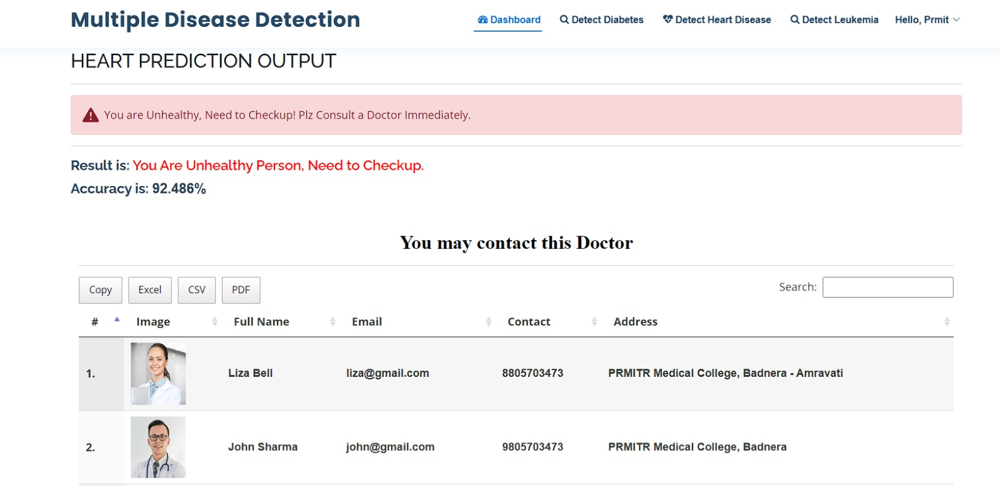 Multiple Disease Detection
Dashboard Detect Diabetes Detect Heart Disease Detect Leukemia Hello, Prmit
HEART PREDICTION OUTPUT
You are Unhealthy, Need to Checkup! Plz Consult a Doctor Immediately.
Result is: You Are Unhealthy Person, Need to Checkup.
Accuracy is: 92.486%
You may contact this Doctor
Copy Excel CSV PDF Search:
# Image Full Name Email Contact Address
1. Liza Bell liza@gmail.com 8805703473 PRMITR Medical College, Badnera - Amravati
2. John Sharma john@gmail.com 9805703473 PRMITR Medical College, Badnera